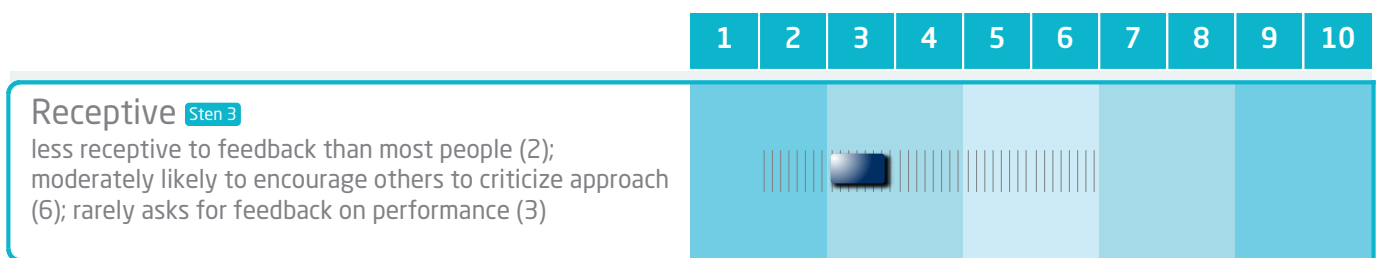 1 2 3 4 5 6 7 8 9 10
Receptive Sten 3
less receptive to feedback than most people (2);
moderately likely to encourage others to criticize approach
(6); rarely asks for feedback on performance (3)